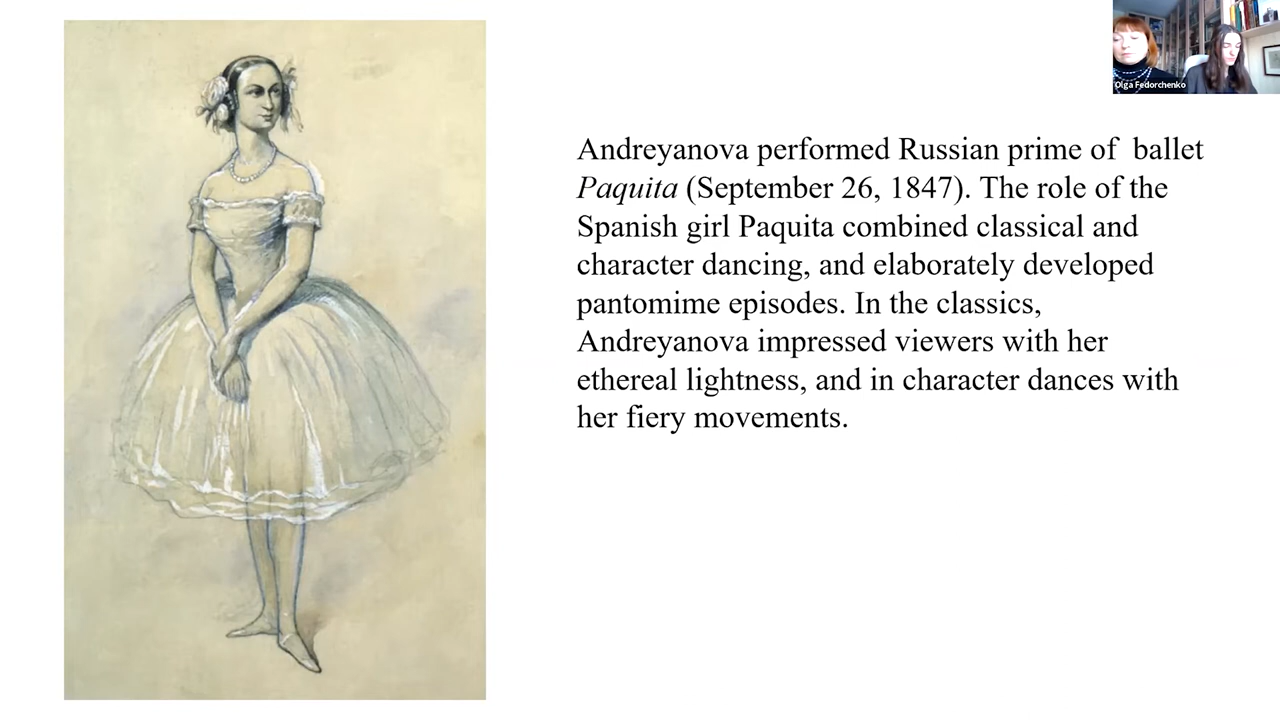 Olga Fedorchenko
Andreyanova performed Russian prime of ballet
Paquita (September 26, 1847). The role of the
Spanish girl Paquita combined classical and
character dancing, and elaborately developed
pantomime episodes. In the classics,
Andreyanova impressed viewers with her
ethereal lightness, and in character dances with
her fiery movements.